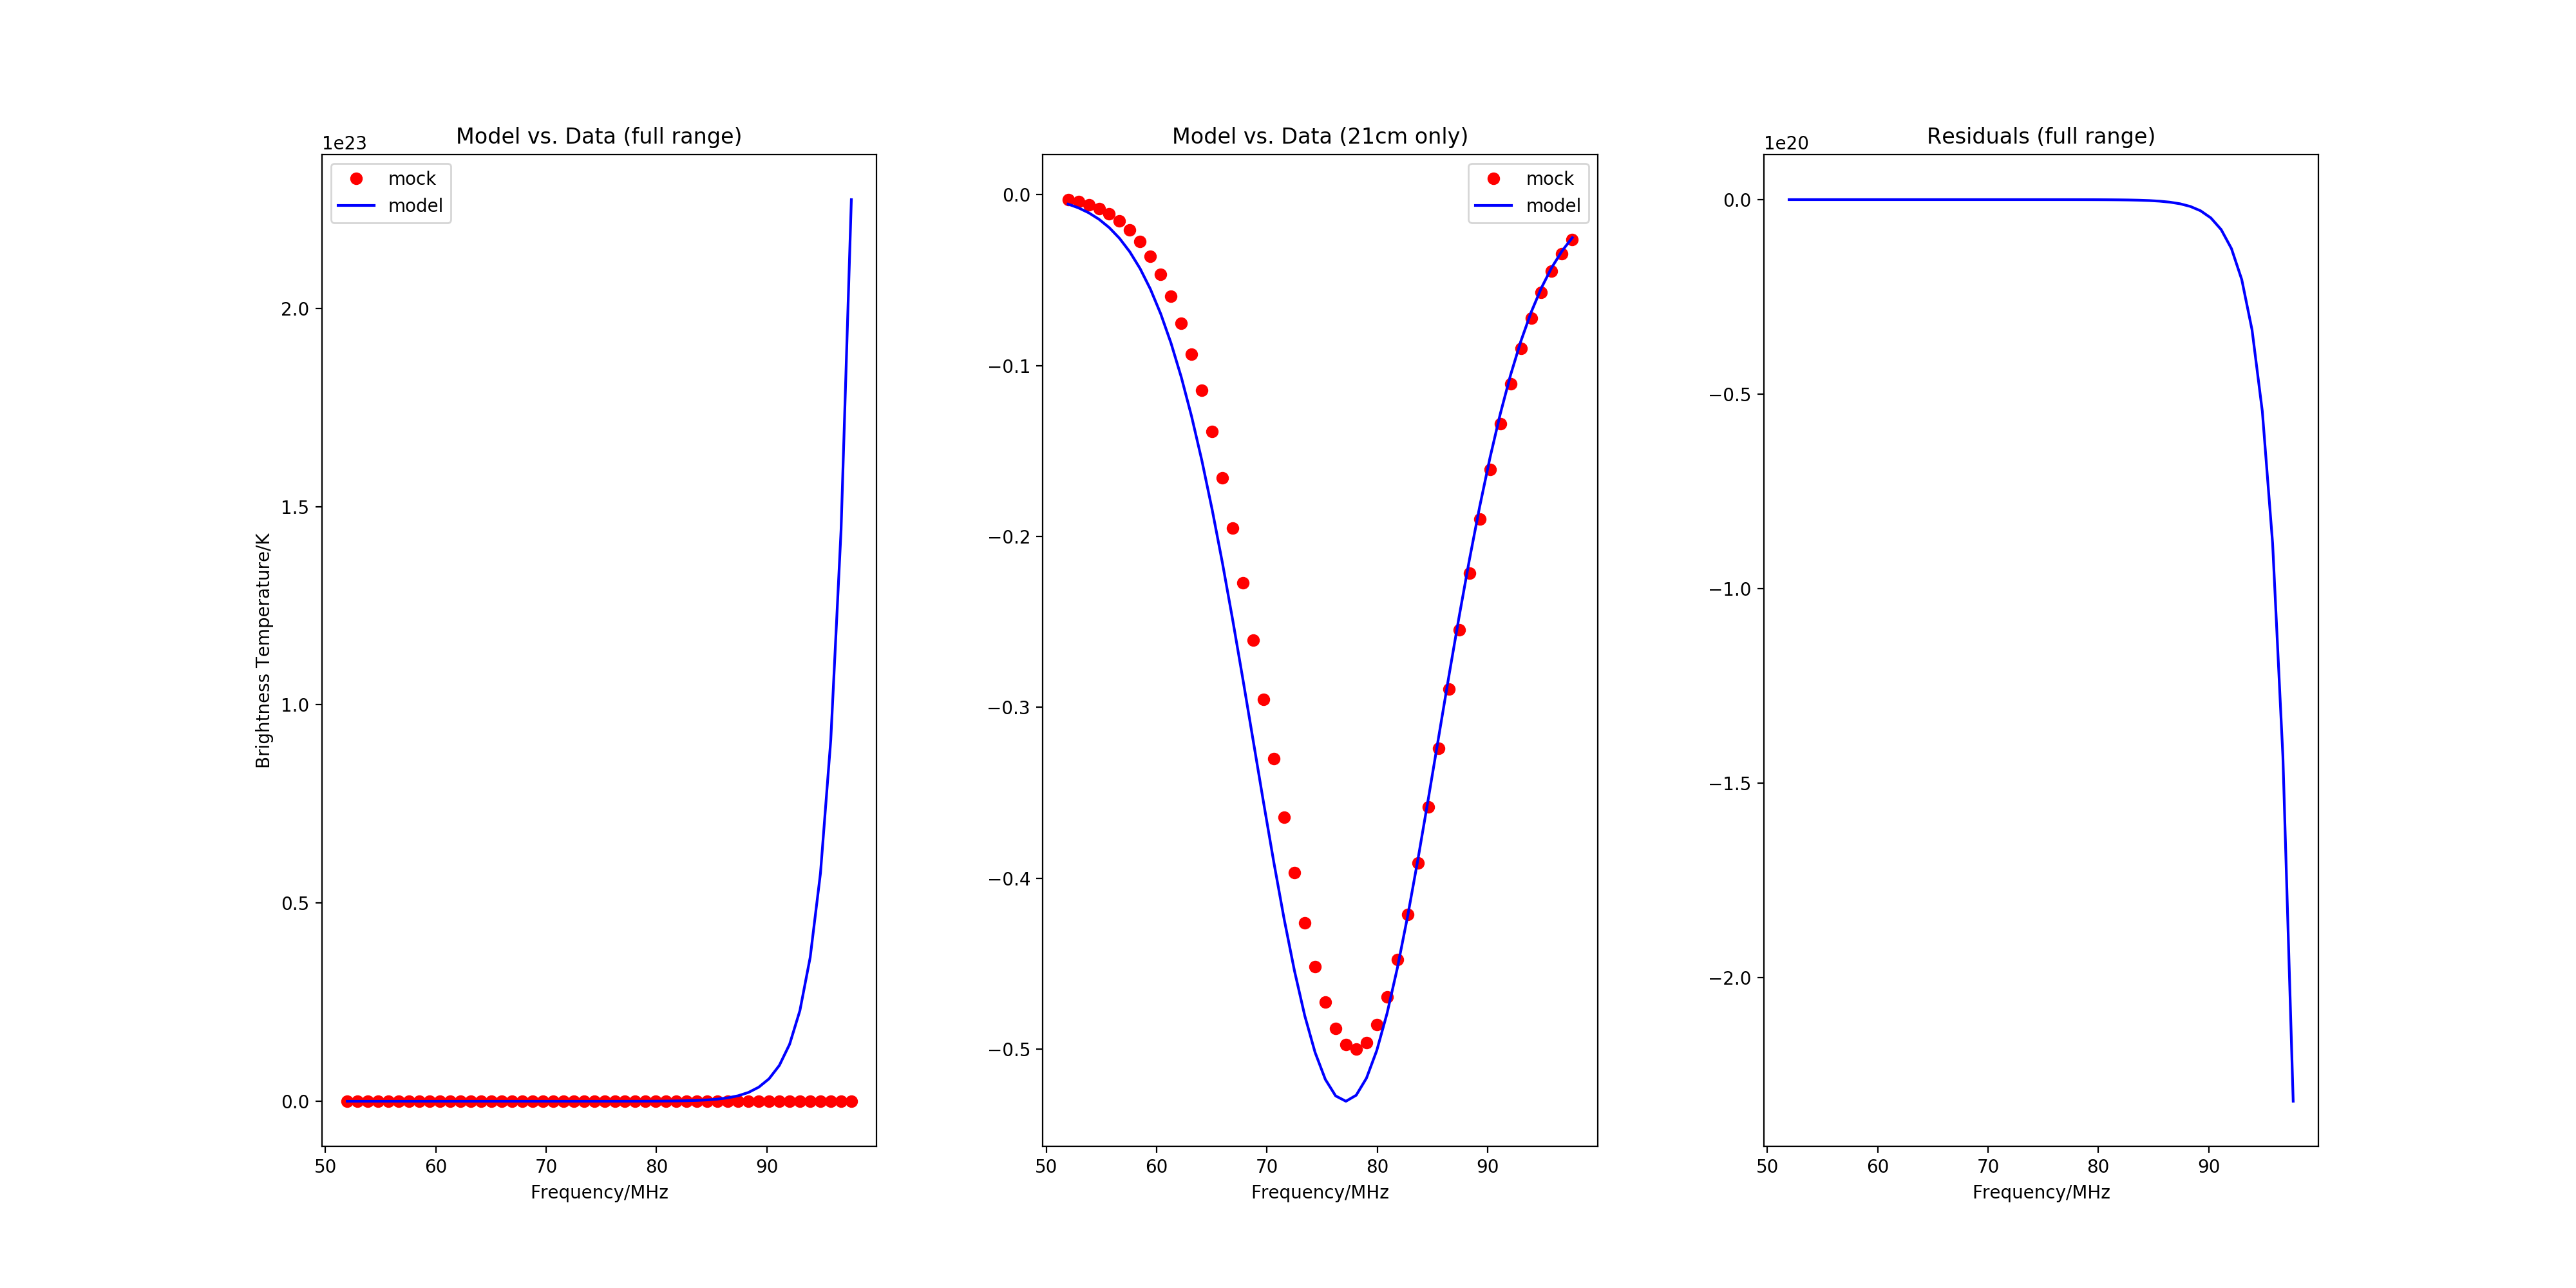 Model vs. Data (full range)
1e23
mock
model
2.0
1.5
1.0
0.5
0.0
Brightness Temperature/K
50 60 70 80 90
Frequency/MHz
Model vs. Data (21cm only)
mock
model
0.0
−0.1
−0.2
−0.3
−0.4
−0.5
50 60 70 80 90
Frequency/MHz
Residuals (full range)
1e20
0.0
−0.5
−1.0
−1.5
−2.0
50 60 70 80 90
Frequency/MHz